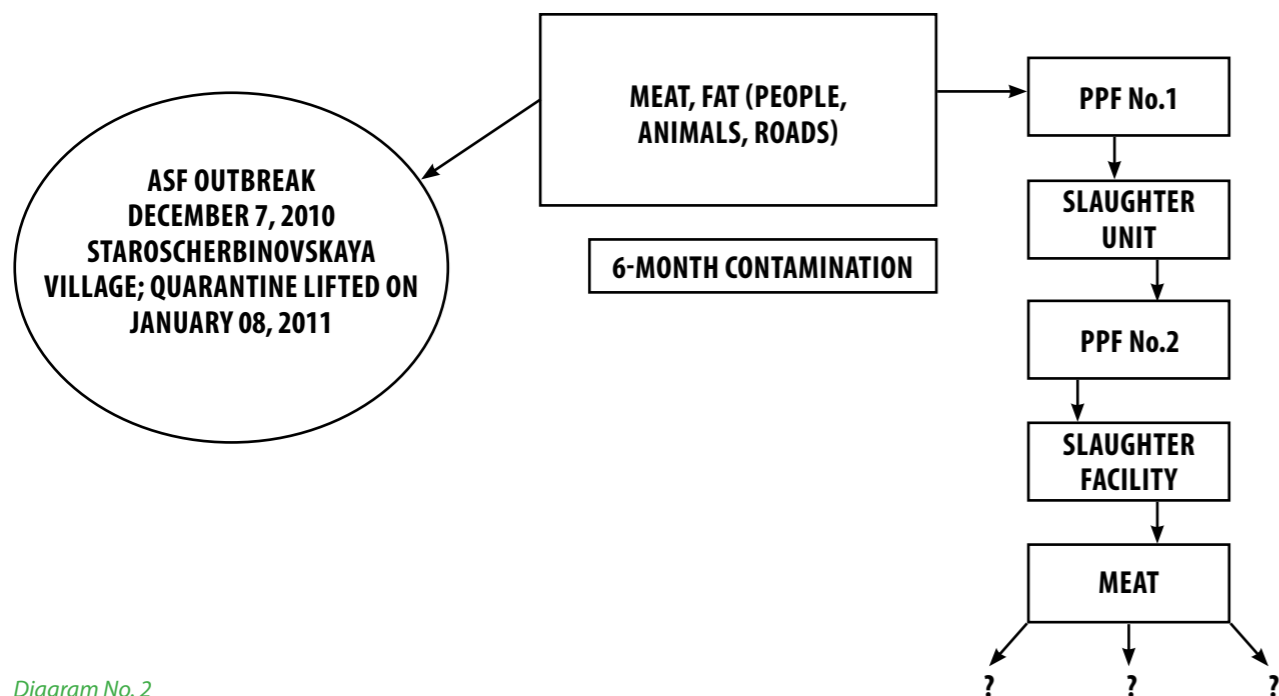 ASF OUTBREAK
DECEMBER 7, 2010
STAROSCHERBINOVSKAYA
VILLAGE; QUARANTINE LIFTED ON
JANUARY 08, 2011
MEAT, FAT (PEOPLE,
ANIMALS, ROADS)
6-MONTH CONTAMINATION
PPF No.1
SLAUGHTER
UNIT
PPF No.2
SLAUGHTER
FACILITY
MEAT
? ? ?
Diagram No. 2